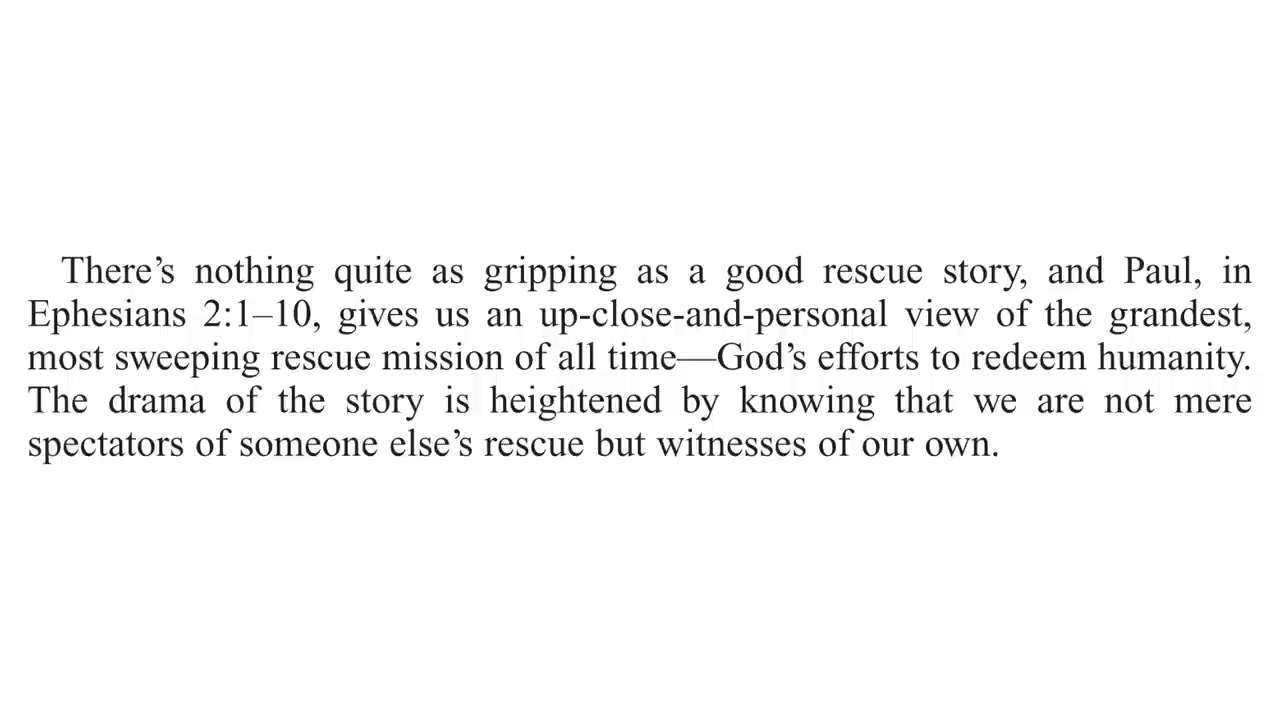 There’s nothing quite as gripping as a good rescue story, and Paul, in
Ephesians 2:1–10, gives us an up-close-and-personal view of the grandest,
most sweeping rescue mission of all time—God’s efforts to redeem humanity.
The drama of the story is heightened by knowing that we are not mere
spectators of someone else’s rescue but witnesses of our own.